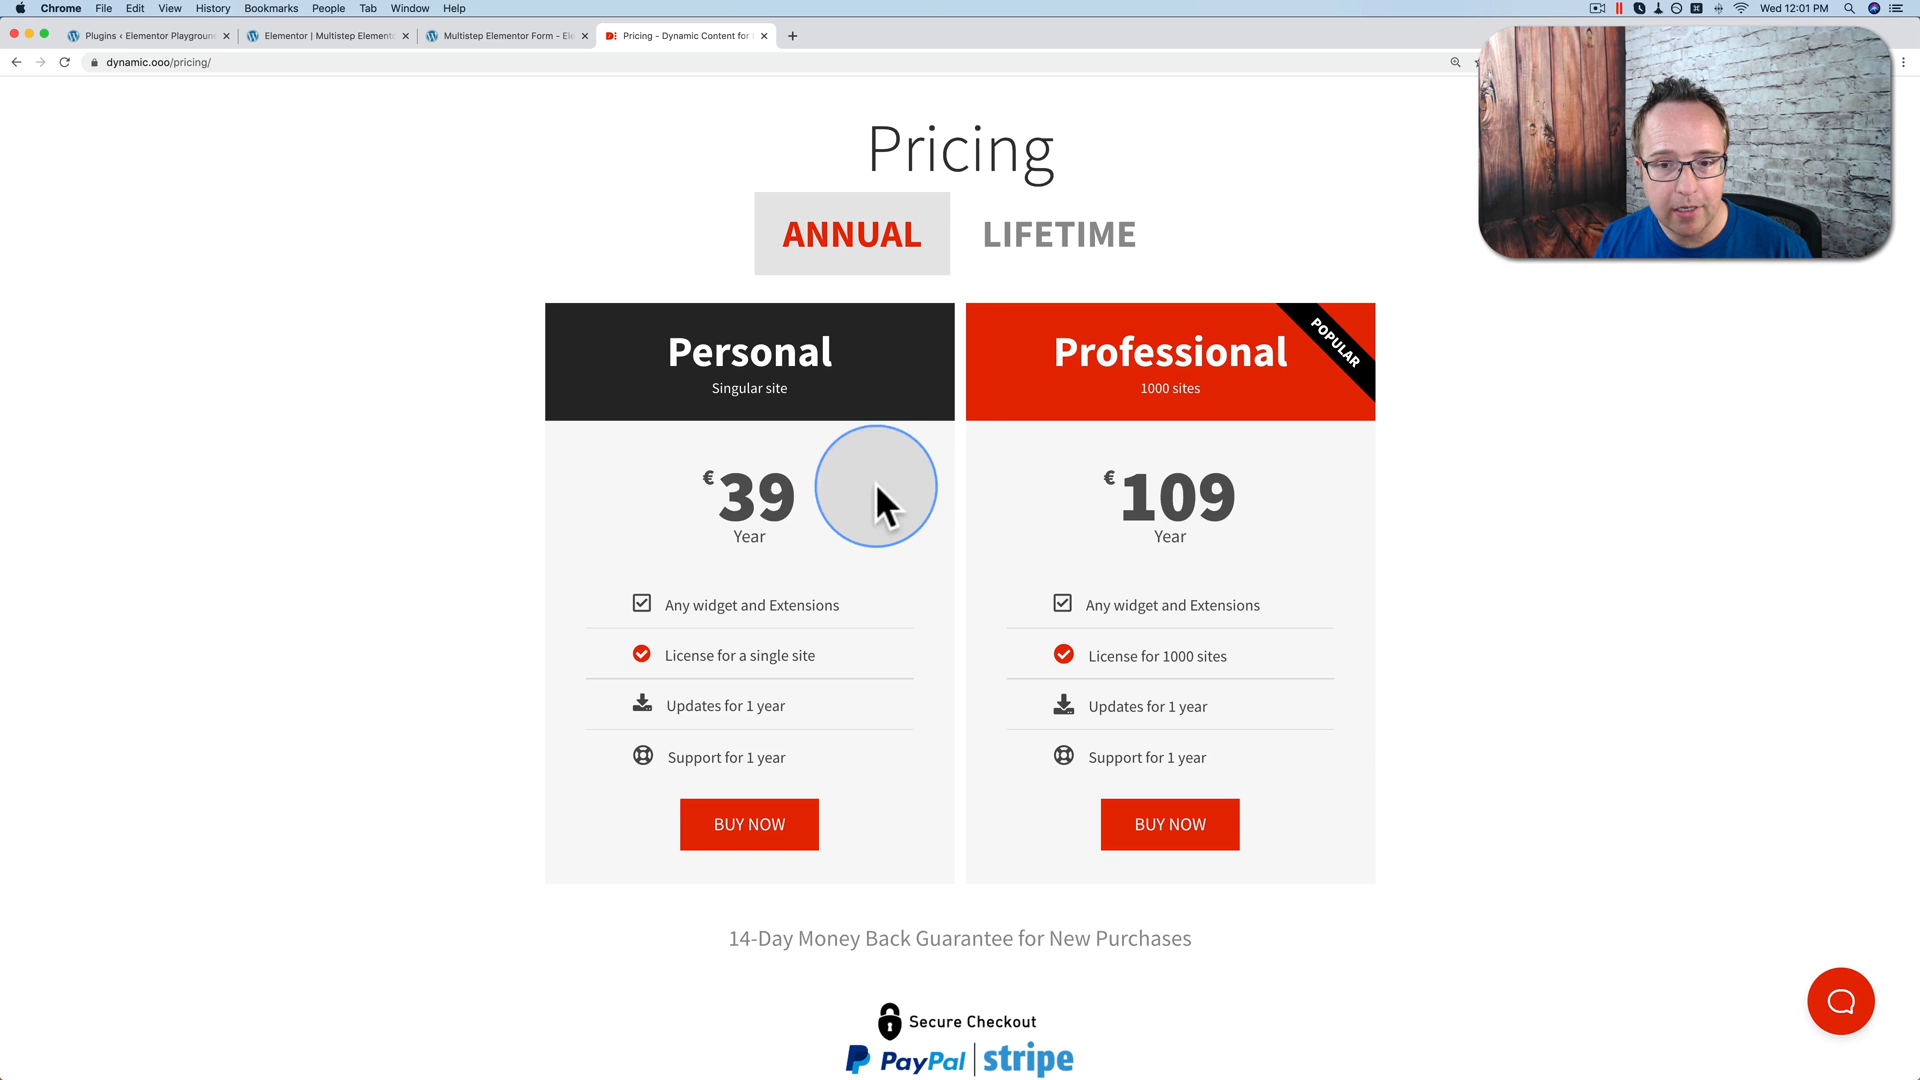 Chrome File Edit View History Bookmarks People Tab Window Help Wed 12:01 PM
Plugins ‹ Elementor Playgroun
Elementor | Multistep Element
Multistep Elementor Form - Ele
Pricing - Dynamic Content for
dynamic.ooo/pricing/
Pricing
ANNUAL LIFETIME
Personal
Singular site
€39
Year
Any widget and Extensions
License for a single site
Updates for 1 year
Support for 1 year
BUY NOW
POPULAR
Professional
1000 sites
€109
Year
Any widget and Extensions
License for 1000 sites
Updates for 1 year
Support for 1 year
BUY NOW
14-Day Money Back Guarantee for New Purchases
Secure Checkout
PayPal | stripe